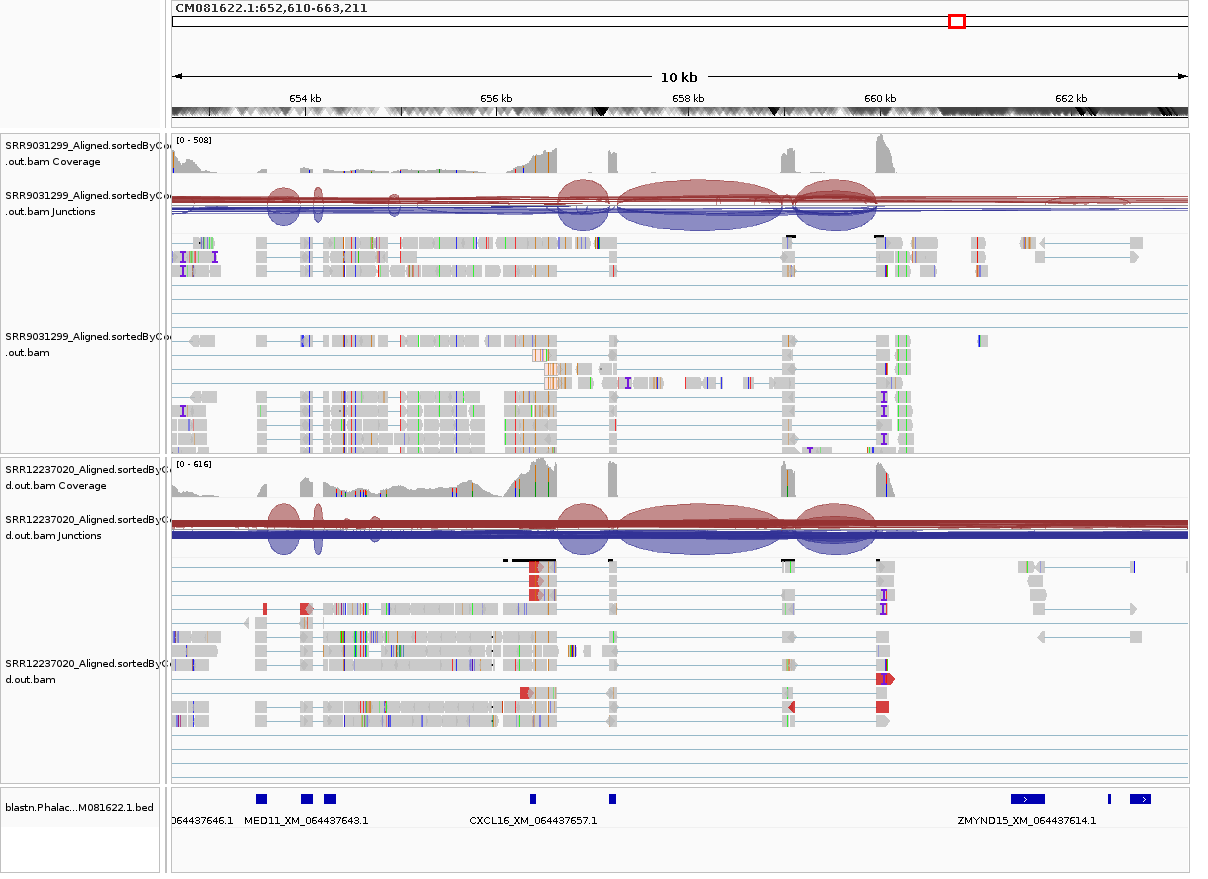 CM081622.1:652,610-663,211
10 kb
654 kb 656 kb 658 kb 660 kb 662 kb
SRR9031299_Aligned.sortedByCo
.out.bam Coverage
[0 - 508]
SRR9031299_Aligned.sortedByCo
.out.bam Junctions
SRR9031299_Aligned.sortedByCo
.out.bam
SRR12237020_Aligned.sortedByC
d.out.bam Coverage
[0 - 616]
SRR12237020_Aligned.sortedByC
d.out.bam Junctions
SRR12237020_Aligned.sortedByC
d.out.bam
blastn.Phalac...M081622.1.bed
064437646.1 MED11_XM_064437643.1 CXCL16_XM_064437657.1 ZMYND15_XM_064437614.1